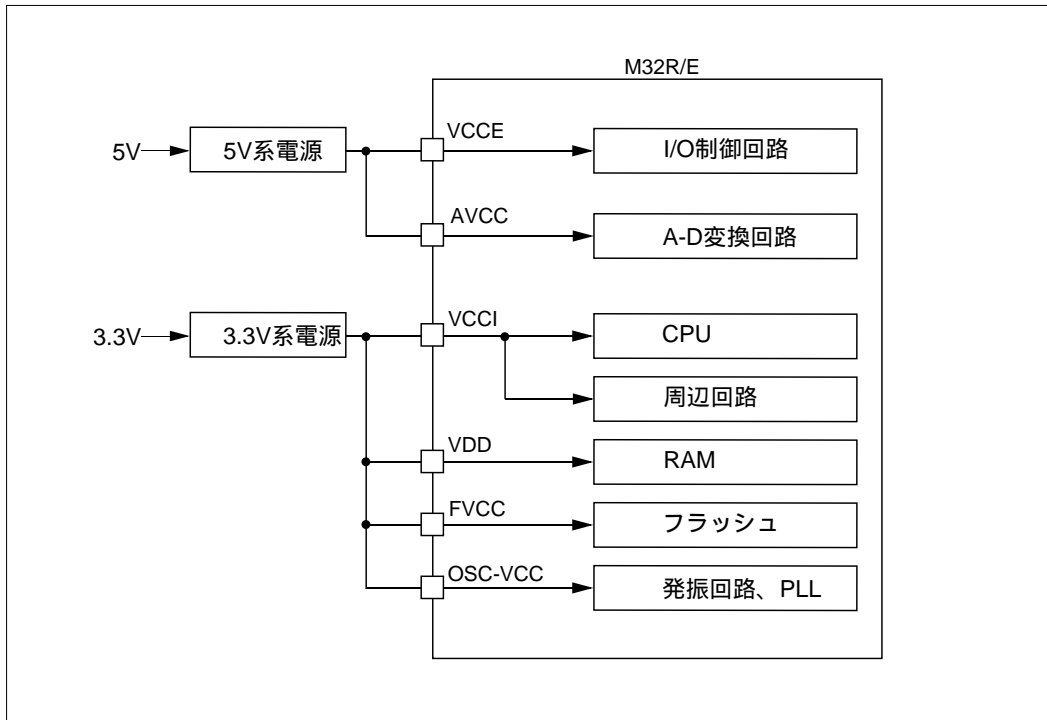 M32R/E
5V
5V系電源
VCCE
I/O制御回路
AVCC
A-D変換回路
3.3V
3.3V系電源
VCCI
CPU
周辺回路
VDD
RAM
FVCC
フラッシュ
OSC-VCC
発振回路、PLL